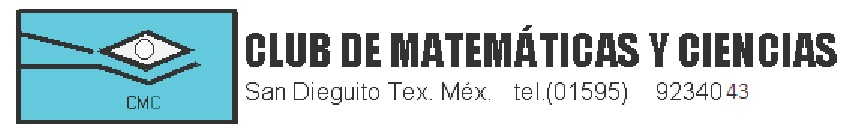 CLUB DE MATEMÁTICAS Y CIENCIAS
San Dieguito Tex. Méx. tel.(01595) 9234043
CMC